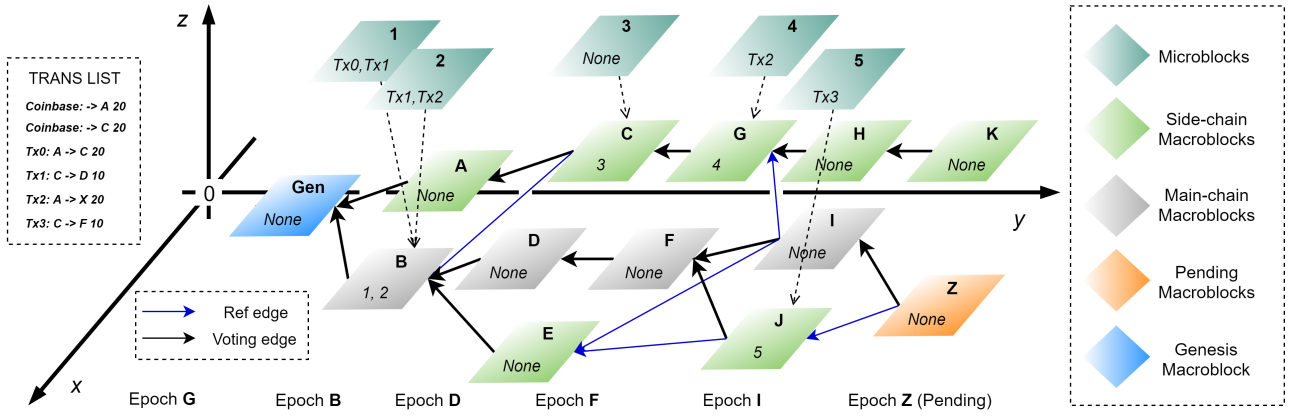 z
TRANS LIST
Coinbase: -> A 20
Coinbase: -> C 20
Tx0: A -> C 20
Tx1: C -> D 10
Tx2: A -> X 20
Tx3: C -> F 10
1
Tx0,Tx1
2
Tx1,Tx2
3
None
4
Tx2
5
Tx3
C
3
G
4
H
None
K
None
A
None
Gen
None
0
y
B
1, 2
D
None
F
None
I
None
Z
None
E
None
J
5
Ref edge
Voting edge
x
Epoch G
Epoch B
Epoch D
Epoch F
Epoch I
Epoch Z (Pending)
Microblocks
Side-chain
Macroblocks
Main-chain
Macroblocks
Pending
Macroblocks
Genesis
Macroblock